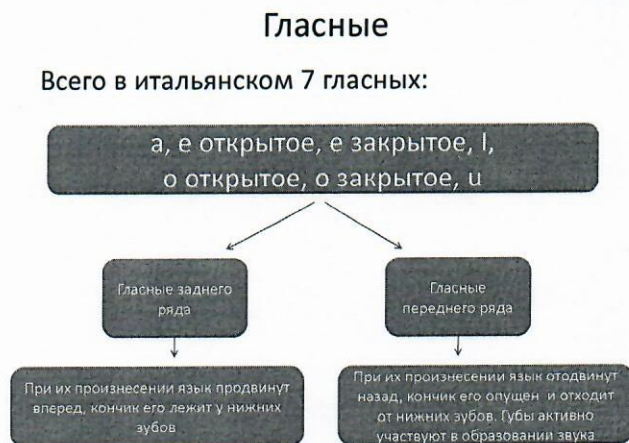 Гласные
Всего в итальянском 7 гласных:
а, е открытое, е закрытое, I,
о открытое, о закрытое, u
Гласные заднего
ряда
Гласные
переднего ряда
При их произнесении язык продвинут
вперед, кончик его лежит у нижних
зубов
При их произнесении язык отодвинут
назад, кончик его опущен и отходит
от нижних зубов. Губы активно
участвуют в образовании звука